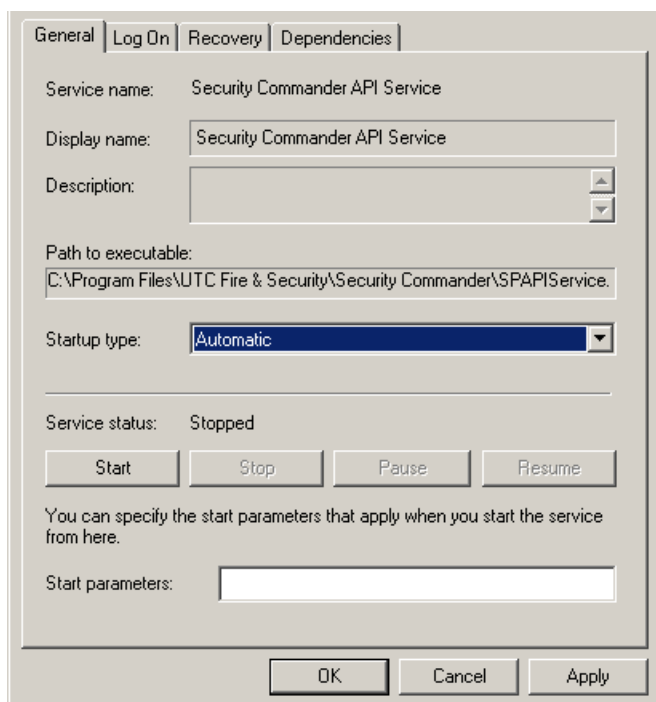 General Log On Recovery Dependencies
Service name: Security Commander API Service
Display name: Security Commander API Service
Description:
Path to executable:
C:\Program Files\UTC Fire & Security\Security Commander\SPAPIService.
Startup type: Automatic
Service status: Stopped
Start Stop Pause Resume
You can specify the start parameters that apply when you start the service
from here.
Start parameters:
OK Cancel Apply